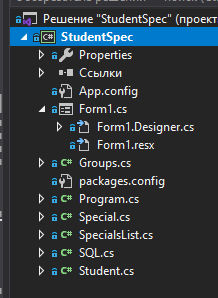 Решение "StudentSpec" (проект
StudentSpec
Properties
Ссылки
App.config
Form1.cs
Form1.Designer.cs
Form1.resx
Groups.cs
packages.config
Program.cs
Special.cs
SpecialsList.cs
SQL.cs
Student.cs